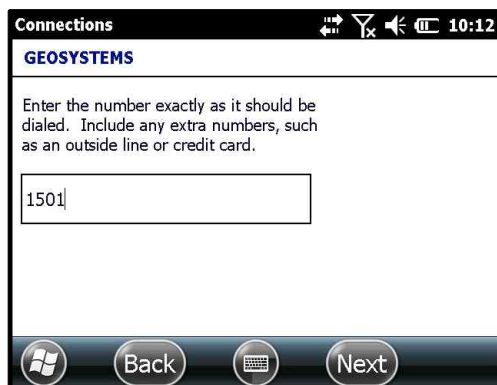 Connections 10:12
GEOSYSTEMS
Enter the number exactly as it should be
dialed. Include any extra numbers, such
as an outside line or credit card.
1501
Back Next